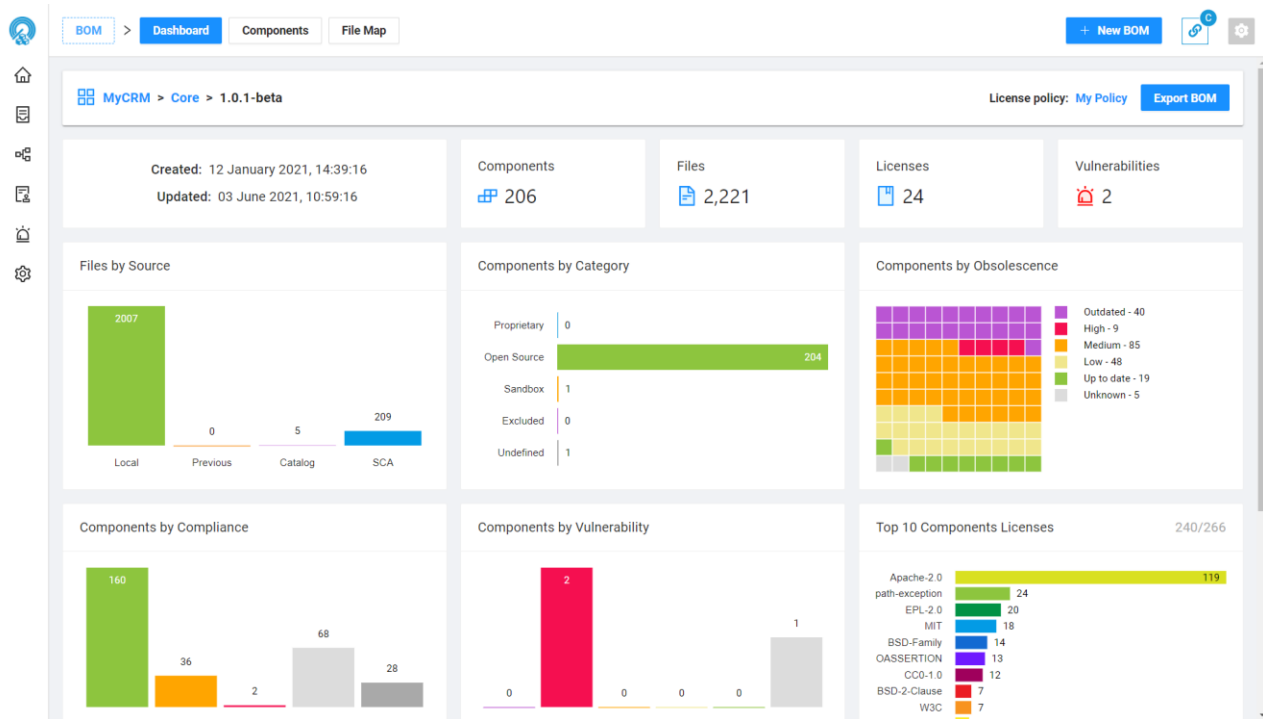 BOM > Dashboard Components File Map + New BOM C
MyCRM > Core > 1.0.1-beta License policy: My Policy Export BOM
Created: 12 January 2021, 14:39:16
Updated: 03 June 2021, 10:59:16
Components
206
Files
2,221
Licenses
24
Vulnerabilities
2
Files by Source
2007
0
5
209
Local Previous Catalog SCA
Components by Category
Proprietary 0
Open Source 204
Sandbox 1
Excluded 0
Undefined 1
Components by Obsolescence
Outdated - 40
High - 9
Medium - 85
Low - 48
Up to date - 19
Unknown - 5
Components by Compliance
160
36
2
68
28
Components by Vulnerability
0
2
0
0
0
1
Top 10 Components Licenses 240/266
Apache-2.0 119
path-exception 24
EPL-2.0 20
MIT 18
BSD-Family 14
OASSERTION 13
CC0-1.0 12
BSD-2-Clause 7
W3C 7